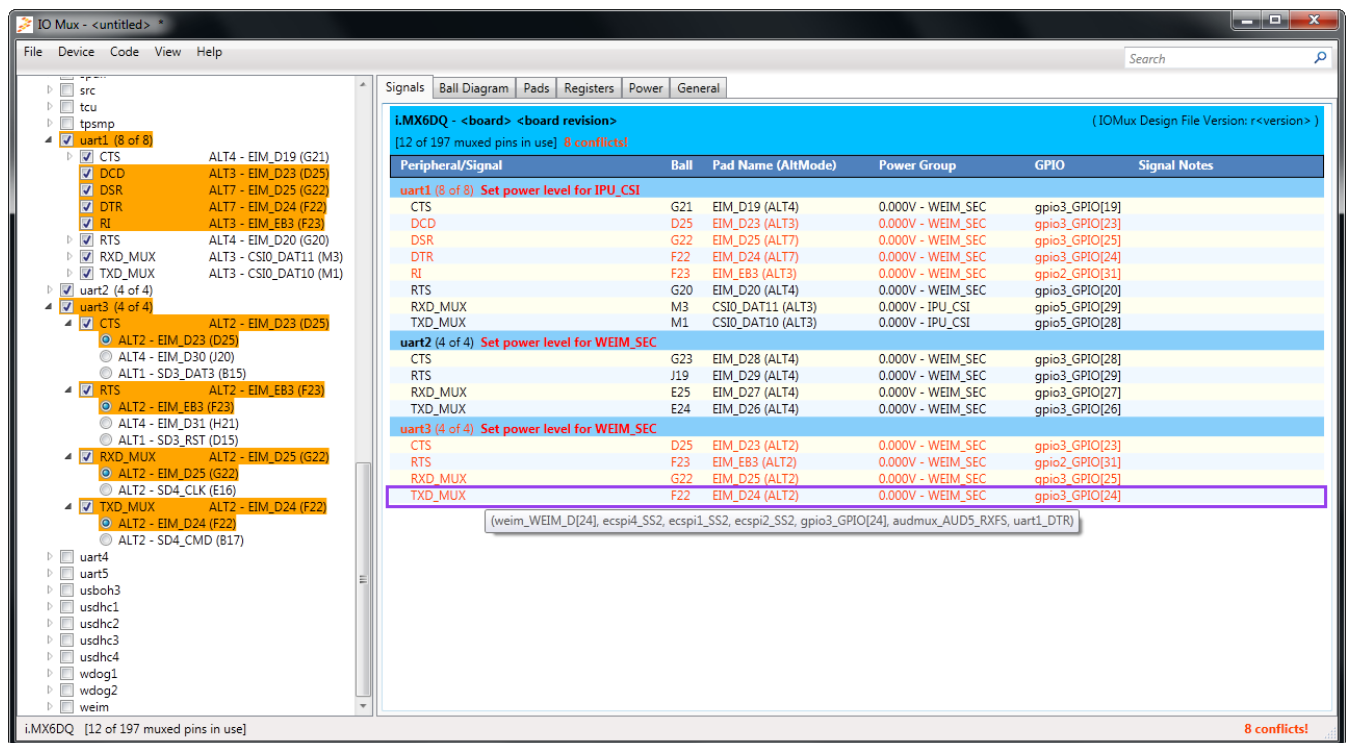 IO Mux - <untitled> *
File Device Code View Help
Search
src
tcu
tpsmp
uart1 (8 of 8)
CTS ALT4 - EIM_D19 (G21)
DCD ALT3 - EIM_D23 (D25)
DSR ALT7 - EIM_D25 (G22)
DTR ALT7 - EIM_D24 (F22)
RI ALT3 - EIM_EB3 (F23)
RTS ALT4 - EIM_D20 (G20)
RXD_MUX ALT3 - CSI0_DAT11 (M3)
TXD_MUX ALT3 - CSI0_DAT10 (M1)
uart2 (4 of 4)
uart3 (4 of 4)
CTS ALT2 - EIM_D23 (D25)
ALT2 - EIM_D23 (D25)
ALT4 - EIM_D30 (J20)
ALT1 - SD3_DAT3 (B15)
RTS ALT2 - EIM_EB3 (F23)
ALT2 - EIM_EB3 (F23)
ALT4 - EIM_D31 (H21)
ALT1 - SD3_RST (D15)
RXD_MUX ALT2 - EIM_D25 (G22)
ALT2 - EIM_D25 (G22)
ALT2 - SD4_CLK (E16)
TXD_MUX ALT2 - EIM_D24 (F22)
ALT2 - EIM_D24 (F22)
ALT2 - SD4_CMD (B17)
uart4
uart5
usboh3
usdhc1
usdhc2
usdhc3
usdhc4
wdog1
wdog2
weim
Signals Ball Diagram Pads Registers Power General
i.MX6DQ - <board> <board revision> ( IOMux Design File Version: r<version> )
[12 of 197 muxed pins in use] 8 conflicts!
Peripheral/Signal Ball Pad Name (AltMode) Power Group GPIO Signal Notes
uart1 (8 of 8) Set power level for IPU_CSI
CTS G21 EIM_D19 (ALT4) 0.000V - WEIM_SEC gpio3_GPIO[19]
DCD D25 EIM_D23 (ALT3) 0.000V - WEIM_SEC gpio3_GPIO[23]
DSR G22 EIM_D25 (ALT7) 0.000V - WEIM_SEC gpio3_GPIO[25]
DTR F22 EIM_D24 (ALT7) 0.000V - WEIM_SEC gpio3_GPIO[24]
RI F23 EIM_EB3 (ALT3) 0.000V - WEIM_SEC gpio2_GPIO[31]
RTS G20 EIM_D20 (ALT4) 0.000V - WEIM_SEC gpio3_GPIO[20]
RXD_MUX M3 CSI0_DAT11 (ALT3) 0.000V - IPU_CSI gpio5_GPIO[29]
TXD_MUX M1 CSI0_DAT10 (ALT3) 0.000V - IPU_CSI gpio5_GPIO[28]
uart2 (4 of 4) Set power level for WEIM_SEC
CTS G23 EIM_D28 (ALT4) 0.000V - WEIM_SEC gpio3_GPIO[28]
RTS J19 EIM_D29 (ALT4) 0.000V - WEIM_SEC gpio3_GPIO[29]
RXD_MUX E25 EIM_D27 (ALT4) 0.000V - WEIM_SEC gpio3_GPIO[27]
TXD_MUX E24 EIM_D26 (ALT4) 0.000V - WEIM_SEC gpio3_GPIO[26]
uart3 (4 of 4) Set power level for WEIM_SEC
CTS D25 EIM_D23 (ALT2) 0.000V - WEIM_SEC gpio3_GPIO[23]
RTS F23 EIM_EB3 (ALT2) 0.000V - WEIM_SEC gpio2_GPIO[31]
RXD_MUX G22 EIM_D25 (ALT2) 0.000V - WEIM_SEC gpio3_GPIO[25]
TXD_MUX F22 EIM_D24 (ALT2) 0.000V - WEIM_SEC gpio3_GPIO[24]
(weim_WEIM_D[24], ecspi4_SS2, ecspi1_SS2, ecspi2_SS2, gpio3_GPIO[24], audmux_AUD5_RXFS, uart1_DTR)
i.MX6DQ [12 of 197 muxed pins in use] 8 conflicts!